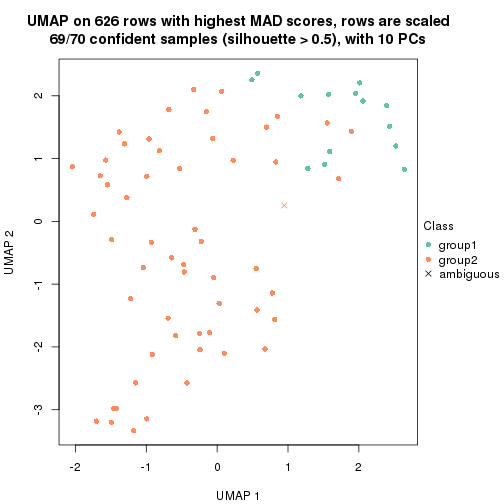 UMAP on 626 rows with highest MAD scores, rows are scaled
69/70 confident samples (silhouette > 0.5), with 10 PCs
2
1
0
-1
-2
-3
UMAP 2
-2
-1
0
1
2
UMAP 1
Class
group1
group2
ambiguous